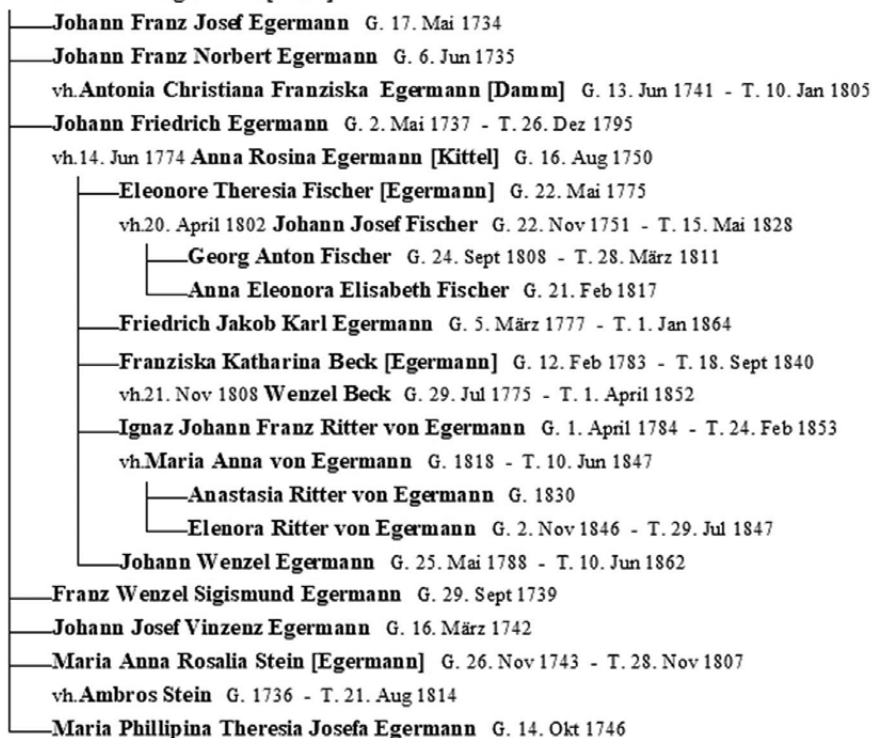 Johann Franz Josef Egermann G. 17. Mai 1734
Johann Franz Norbert Egermann G. 6. Jun 1735
vh.Antonia Christiana Franziska Egermann [Damm] G. 13. Jun 1741 - T. 10. Jan 1805
Johann Friedrich Egermann G. 2. Mai 1737 - T. 26. Dez 1795
vh.14. Jun 1774 Anna Rosina Egermann [Kittel] G. 16. Aug 1750
Eleonore Theresia Fischer [Egermann] G. 22. Mai 1775
vh.20. April 1802 Johann Josef Fischer G. 22. Nov 1751 - T. 15. Mai 1828
Georg Anton Fischer G. 24. Sept 1808 - T. 28. März 1811
Anna Eleonora Elisabeth Fischer G. 21. Feb 1817
Friedrich Jakob Karl Egermann G. 5. März 1777 - T. 1. Jan 1864
Franziska Katharina Beck [Egermann] G. 12. Feb 1783 - T. 18. Sept 1840
vh.21. Nov 1808 Wenzel Beck G. 29. Jul 1775 - T. 1. April 1852
Ignaz Johann Franz Ritter von Egermann G. 1. April 1784 - T. 24. Feb 1853
vh.Maria Anna von Egermann G. 1818 - T. 10. Jun 1847
Anastasia Ritter von Egermann G. 1830
Elenora Ritter von Egermann G. 2. Nov 1846 - T. 29. Jul 1847
Johann Wenzel Egermann G. 25. Mai 1788 - T. 10. Jun 1862
Franz Wenzel Sigismund Egermann G. 29. Sept 1739
Johann Josef Vinzenz Egermann G. 16. März 1742
Maria Anna Rosalia Stein [Egermann] G. 26. Nov 1743 - T. 28. Nov 1807
vh.Ambros Stein G. 1736 - T. 21. Aug 1814
Maria Phillipina Theresia Josefa Egermann G. 14. Okt 1746